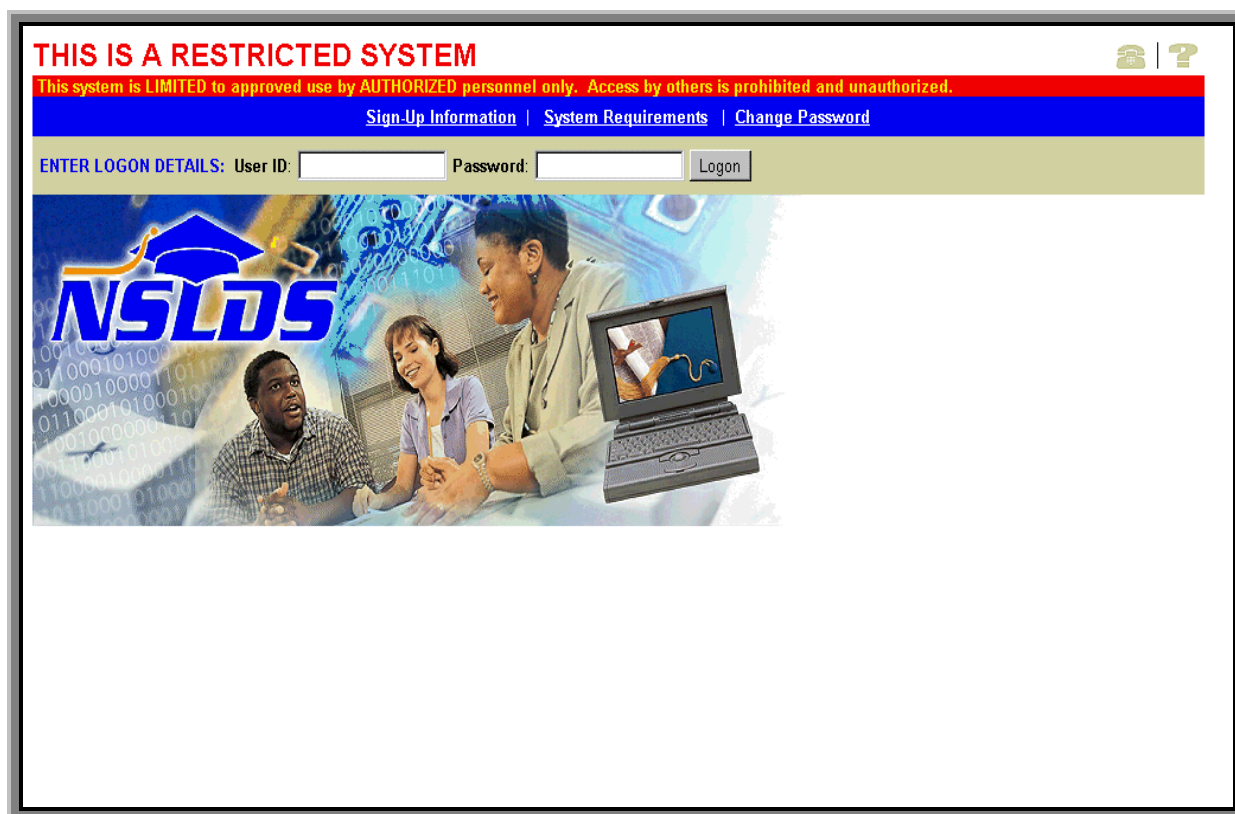 THIS IS A RESTRICTED SYSTEM
This system is LIMITED to approved use by AUTHORIZED personnel only. Access by others is prohibited and unauthorized.
Sign-Up Information | System Requirements | Change Password
ENTER LOGON DETAILS: User ID: Password: Logon
NSLDS